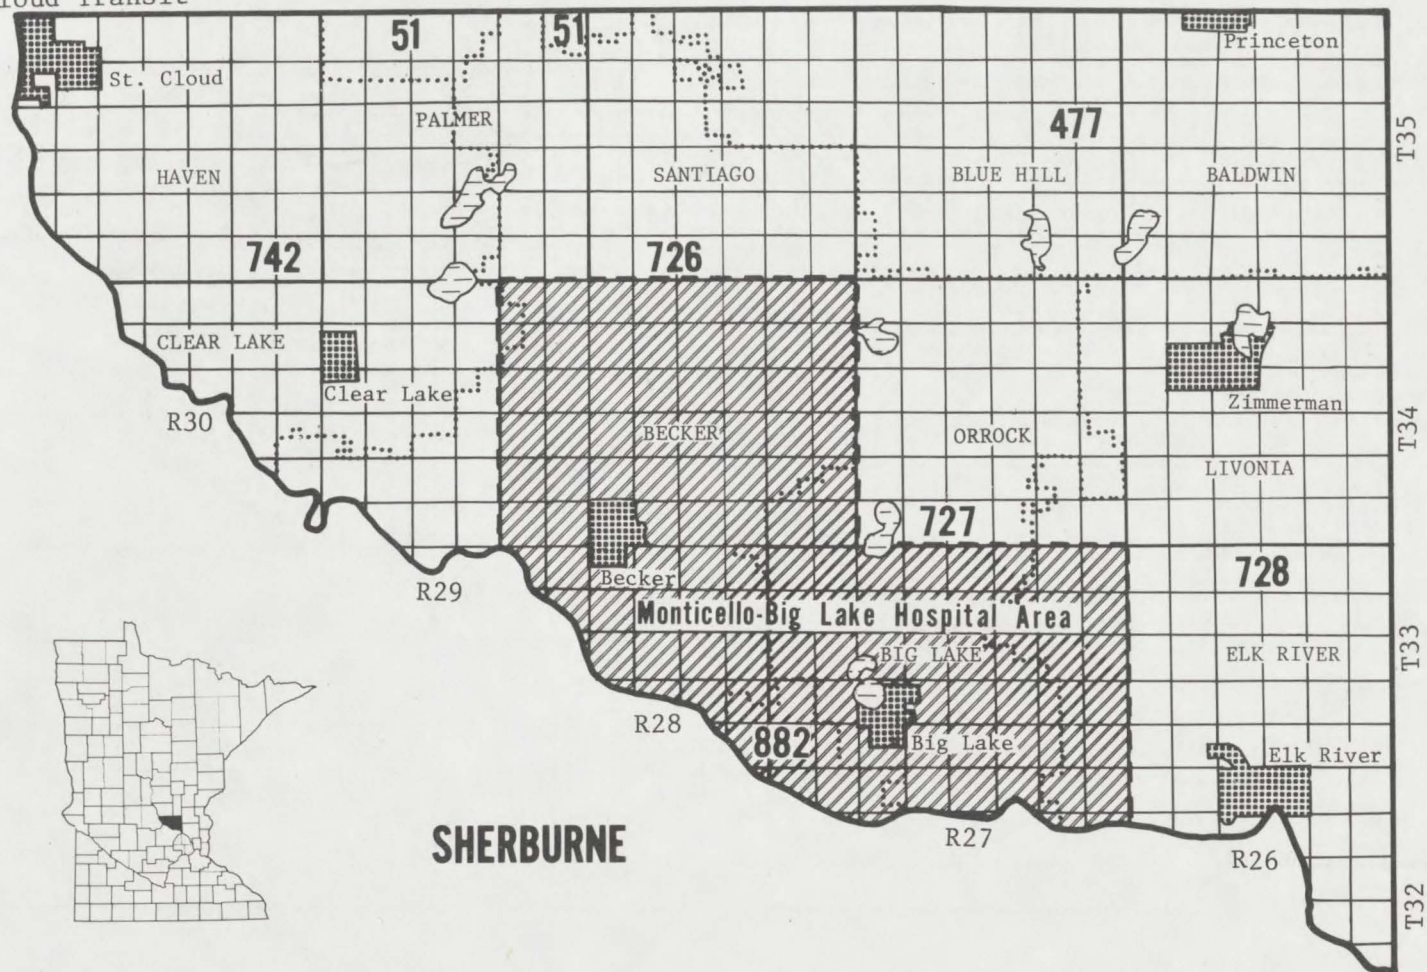 Transit
51
51
Princeton
St. Cloud
PALMER
477
T35
HAVEN
SANTIAGO
BLUE HILL
BALDWIN
742
726
CLEAR LAKE
Clear Lake
Zimmerman
R30
BECKER
ORROCK
T34
LIVONIA
727
Becker
728
R29
Monticello-Big Lake Hospital Area
BIG LAKE
ELK RIVER
T33
R28
882
Big Lake
Elk River
SHERBURNE
R27
R26
T32